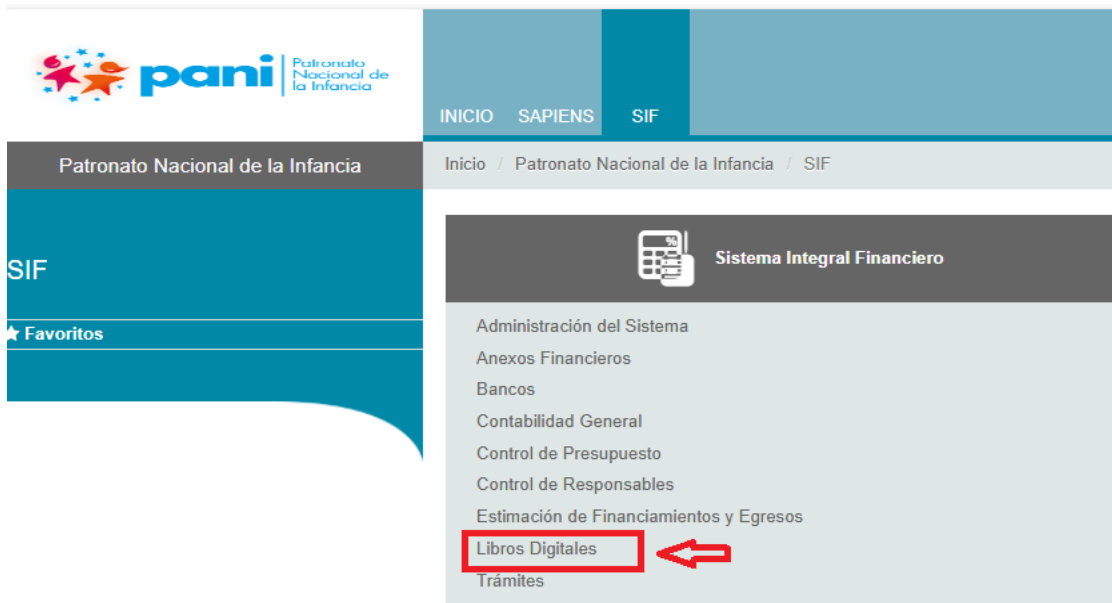 pani
Patronato
Nacional de
la Infancia
INICIO SAPIENS SIF
Patronato Nacional de la Infancia
Inicio / Patronato Nacional de la Infancia / SIF
SIF
Favoritos
%
Sistema Integral Financiero
Administración del Sistema
Anexos Financieros
Bancos
Contabilidad General
Control de Presupuesto
Control de Responsables
Estimación de Financiamientos y Egresos
Libros Digitales
Trámites